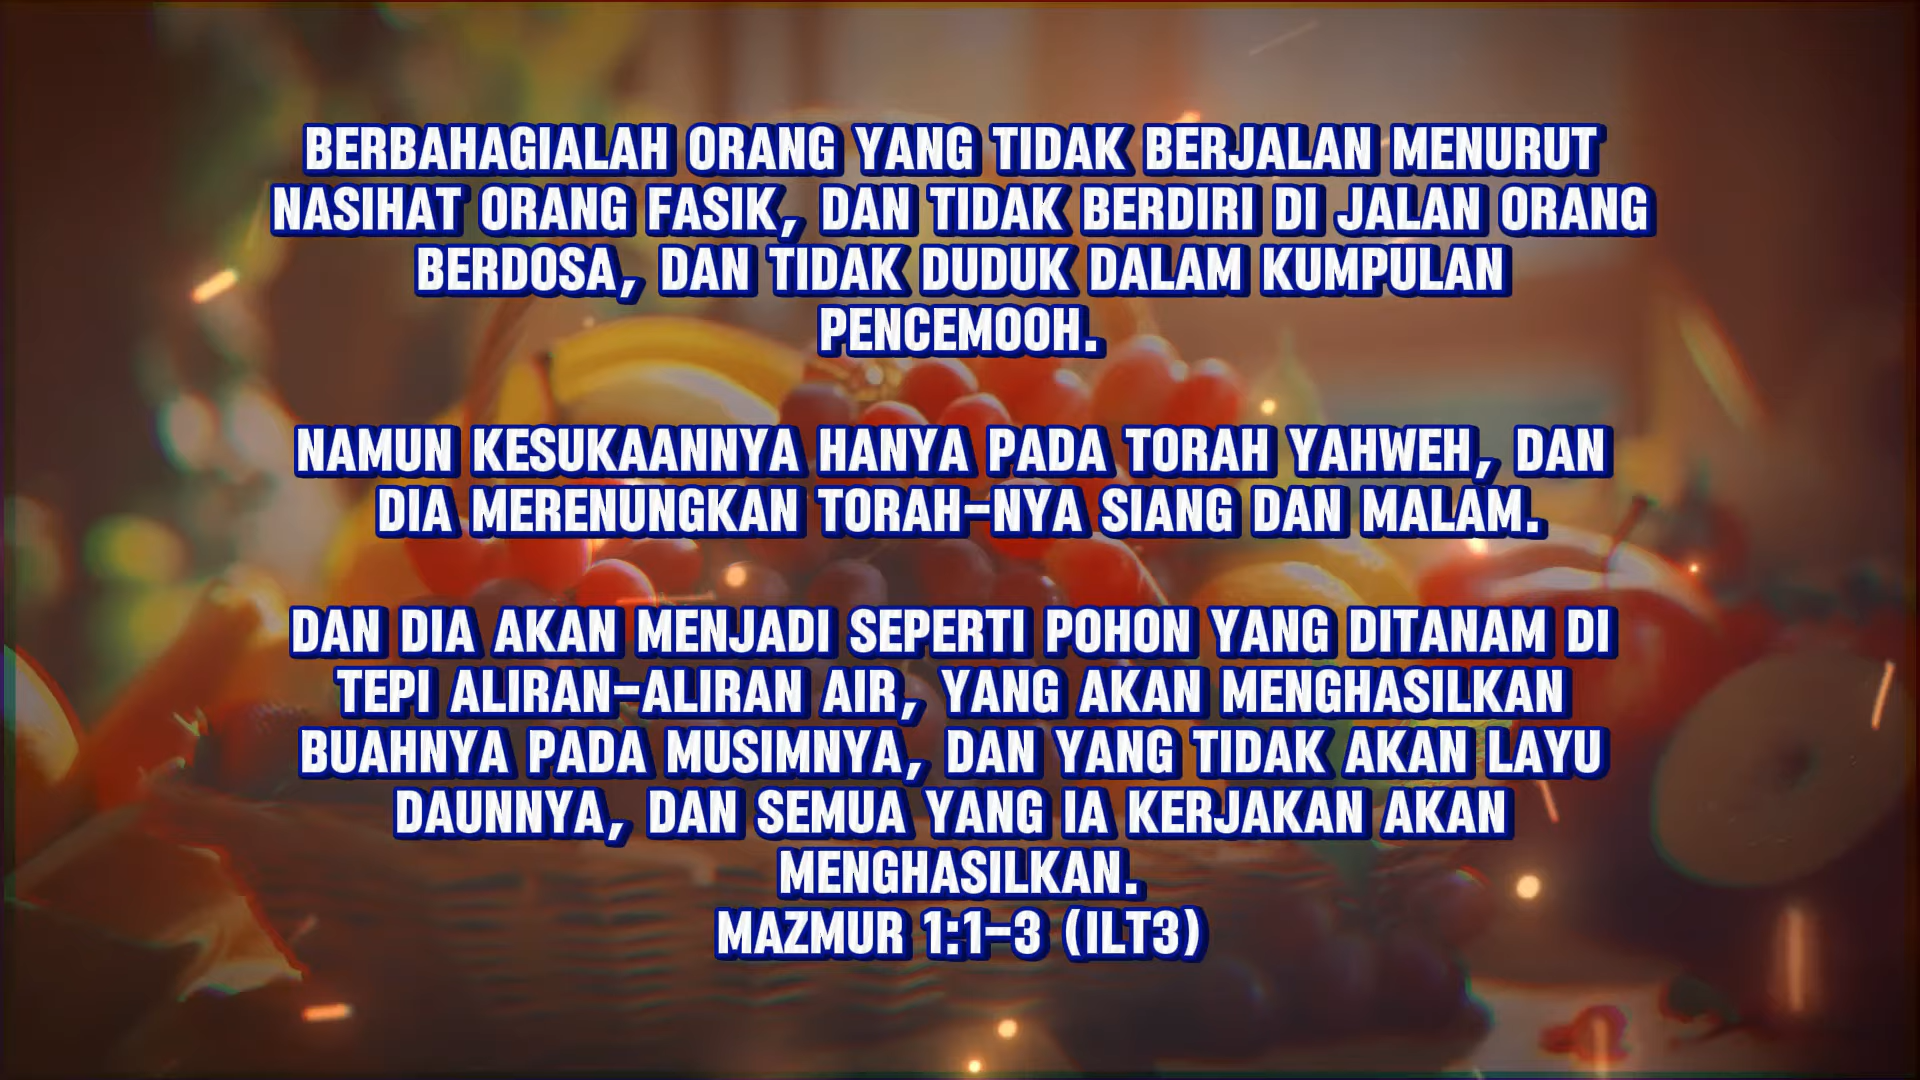 BERBAHAGIALAH ORANG YANG TIDAK BERJALAN MENURUT
NASIHAT ORANG FASIK, DAN TIDAK BERDIRI DI JALAN ORANG
BERDOSA, DAN TIDAK DUDUK DALAM KUMPULAN
PENCEMOOH.
NAMUN KESUKAANNYA HANYA PADA TORAH YAHWEH, DAN
DIA MERENUNGKAN TORAH-NYA SIANG DAN MALAM.
DAN DIA AKAN MENJADI SEPERTI POHON YANG DITANAM DI
TEPI ALIRAN-ALIRAN AIR, YANG AKAN MENGHASILKAN
BUAHNYA PADA MUSIMNYA, DAN YANG TIDAK AKAN LAYU
DAUNNYA, DAN SEMUA YANG IA KERJAKAN AKAN
MENGHASILKAN.
MAZMUR 1:1-3 (ILT3)